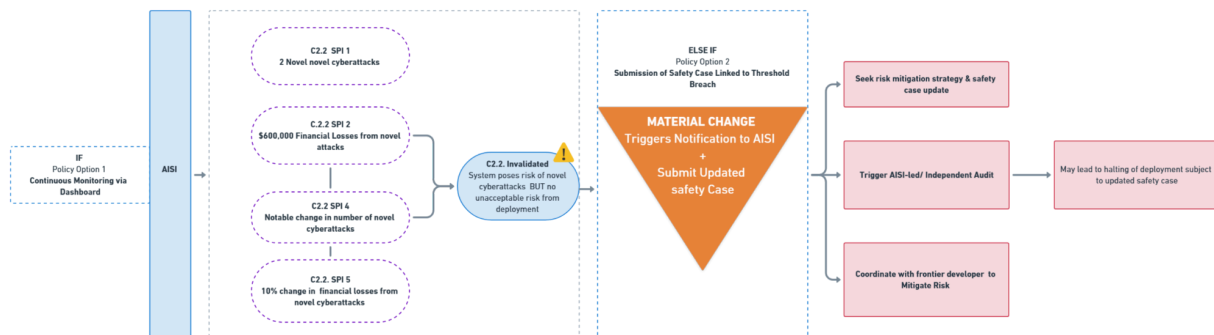 IF
Policy Option 1
Continuous Monitoring via
Dashboard
AISI
C2.2 SPI 1
2 Novel novel cyberattacks
C.2.2 SPI 2
$600,000 Financial Losses from novel
attacks
C2.2 SPI 4
Notable change in number of novel
cyberattacks
C2.2. SPI 5
10% change in financial losses from
novel cyberattacks
C2.2. Invalidated
System poses risk of novel
cyberattacks BUT no
unacceptable risk from
deployment
ELSE IF
Policy Option 2
Submission of Safety Case Linked to Threshold
Breach
MATERIAL CHANGE
Triggers Notification to AISI
+
Submit Updated
safety Case
Seek risk mitigation strategy & safety
case update
Trigger AISI-led/ Independent Audit
Coordinate with frontier developer to
Mitigate Risk
May lead to halting of deployment subject
to updated safety case